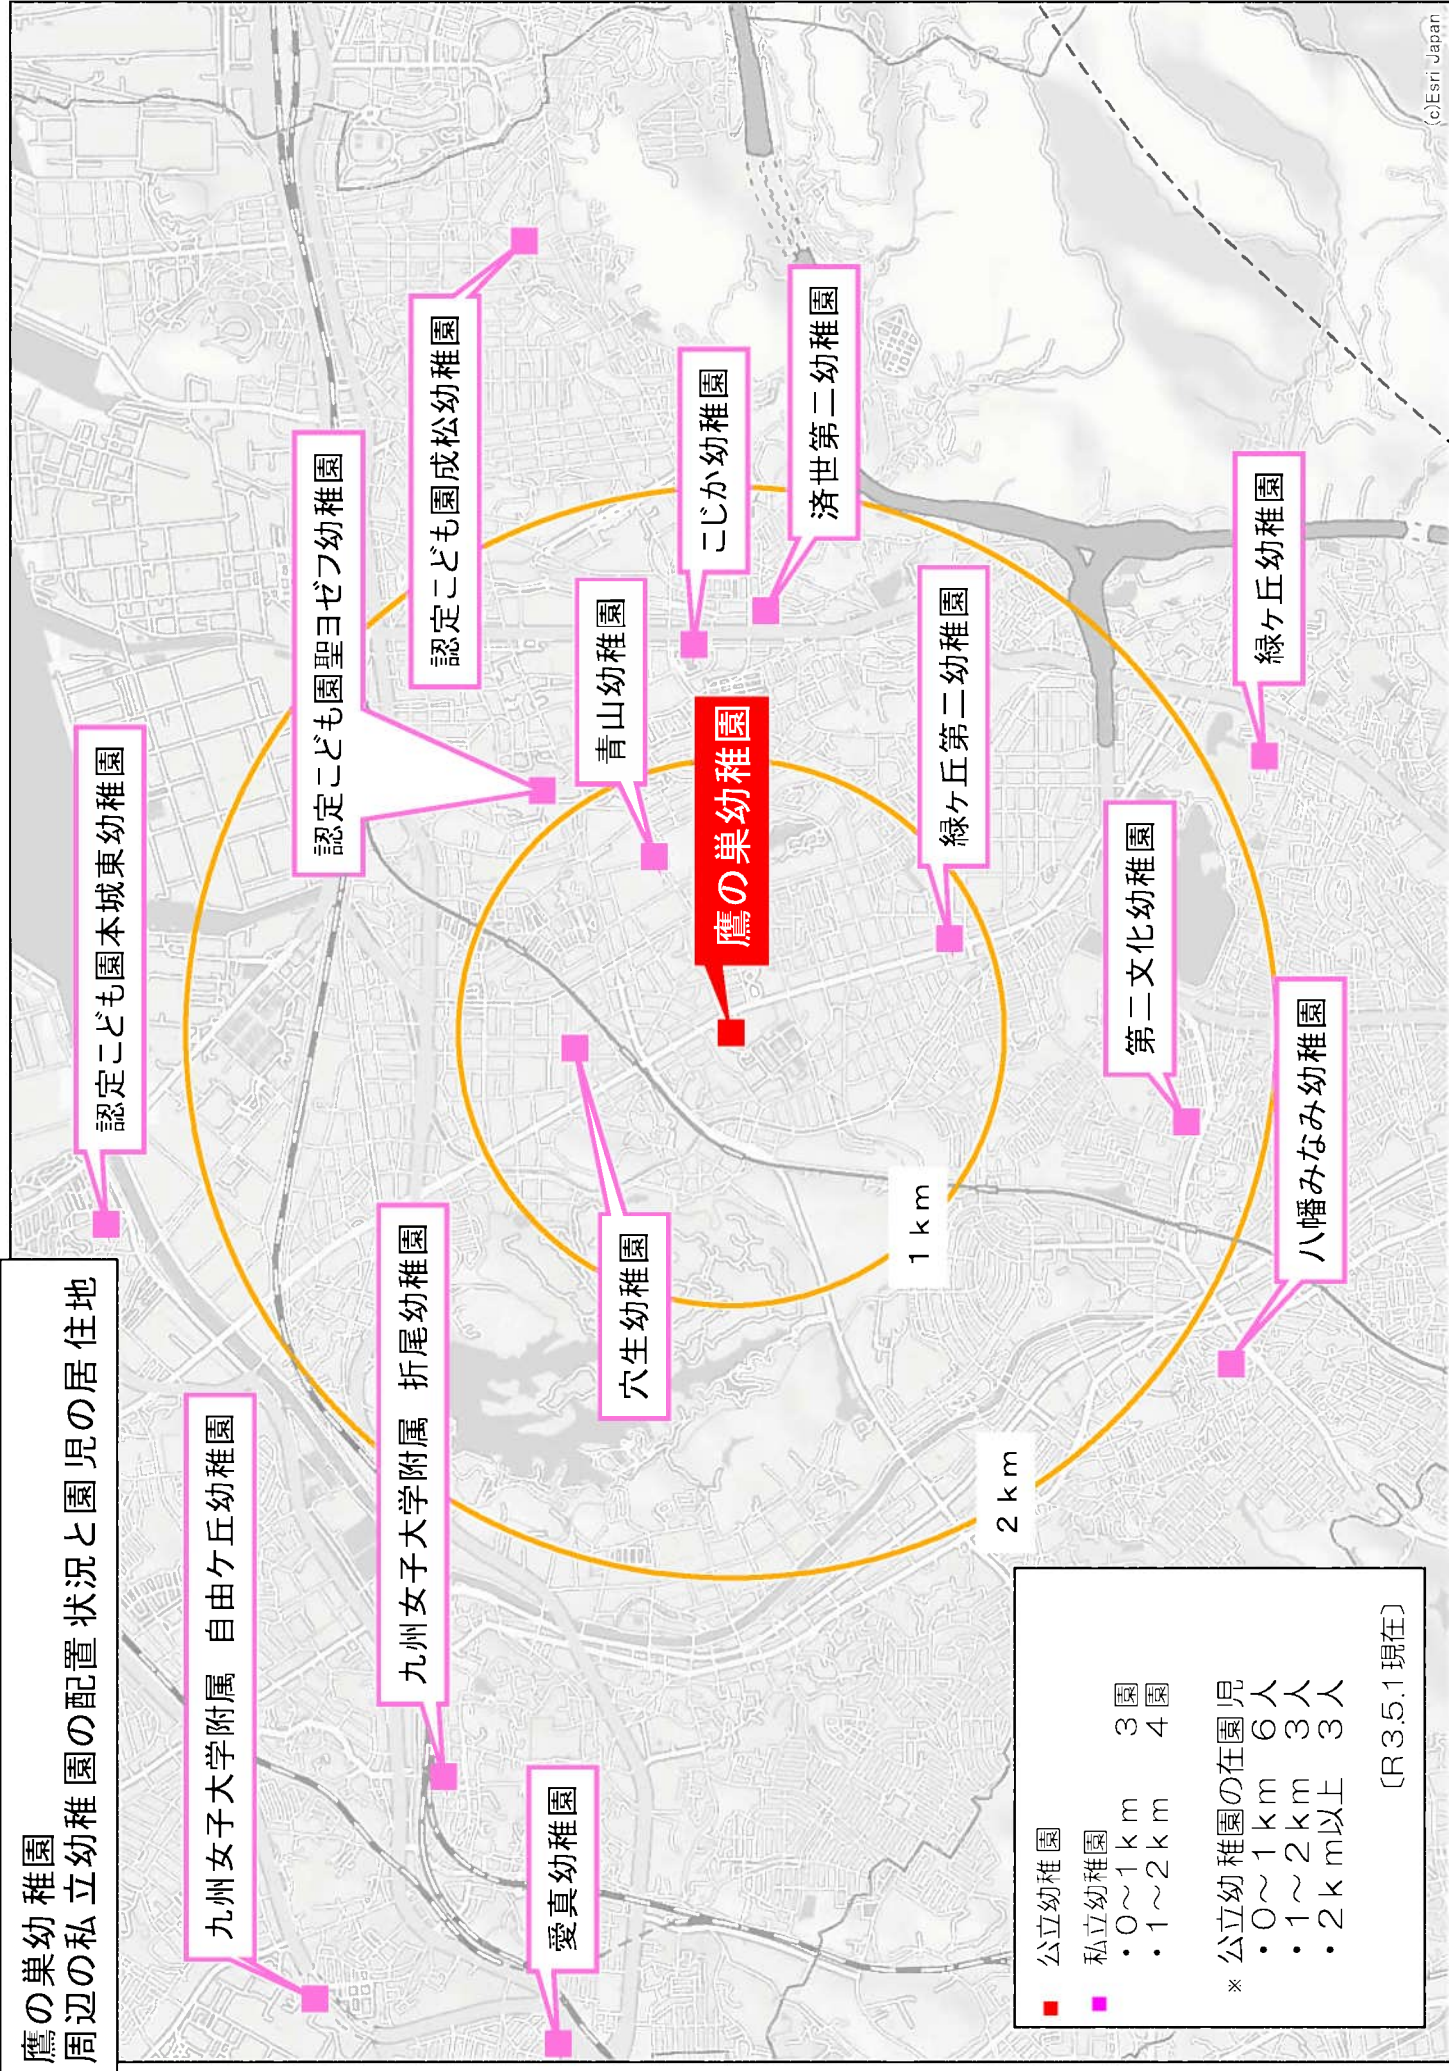 鷹の巣幼稚園
周辺の私立幼稚園の配置状況と園児の居住地
九州女子大学附属　自由ケ丘幼稚園
認定こども園本城東幼稚園
九州女子大学附属　折尾幼稚園
認定こども園聖ヨゼフ幼稚園
認定こども園成松幼稚園
愛真幼稚園
穴生幼稚園
青山幼稚園
こじか幼稚園
鷹の巣幼稚園
済世第二幼稚園
緑ヶ丘第二幼稚園
1km
2km
第二文化幼稚園
緑ケ丘幼稚園
八幡みなみ幼稚園
公立幼稚園
私立幼稚園
・０～１ｋｍ　３園
・１～２ｋｍ　４園
※ 公立幼稚園の在園児
・０～１ｋｍ　６人
・１～２ｋｍ　３人
・２ｋｍ以上　３人
〔R3.5.1現在〕
(c)Esri Japan